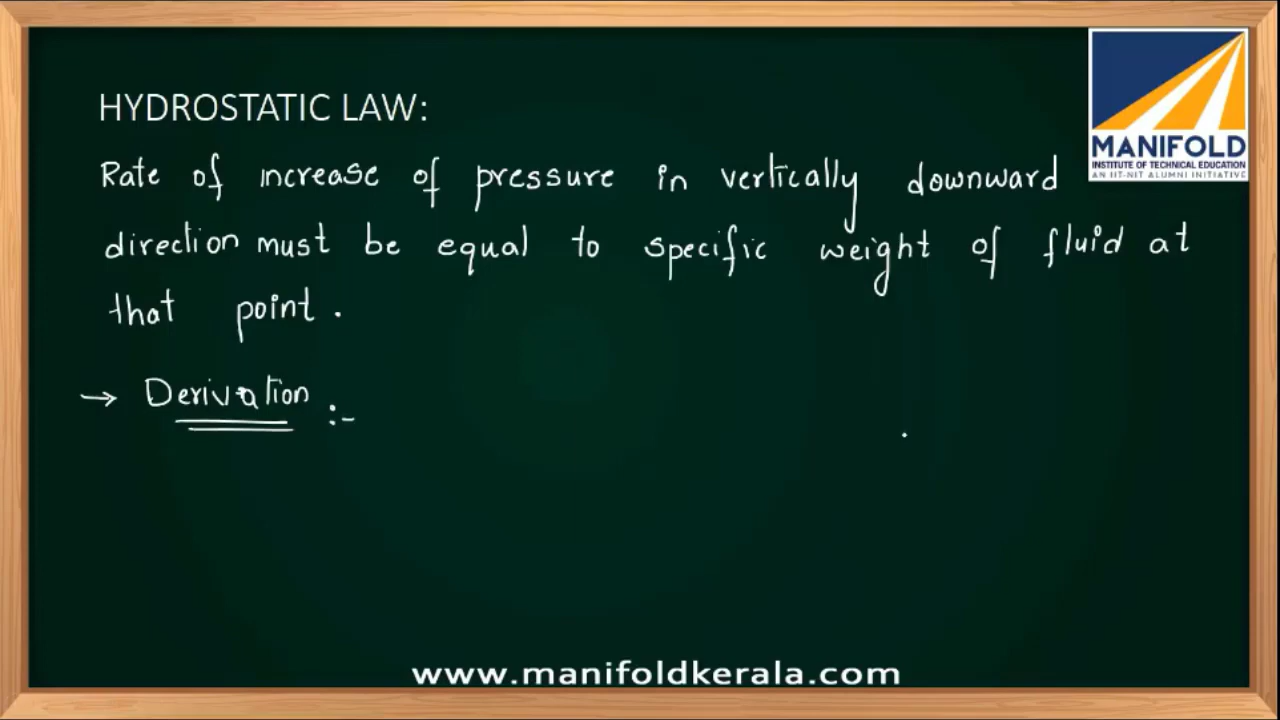 HYDROSTATIC LAW:
MANIFOLD
INSTITUTE OF TECHNICAL EDUCATION
AN IIT-NIT ALUMNI INITIATIVE
Rate of increase of pressure in vertically downward
direction must be equal to specific weight of fluid at
that point.
→ Derivation :-
www.manifoldkerala.com